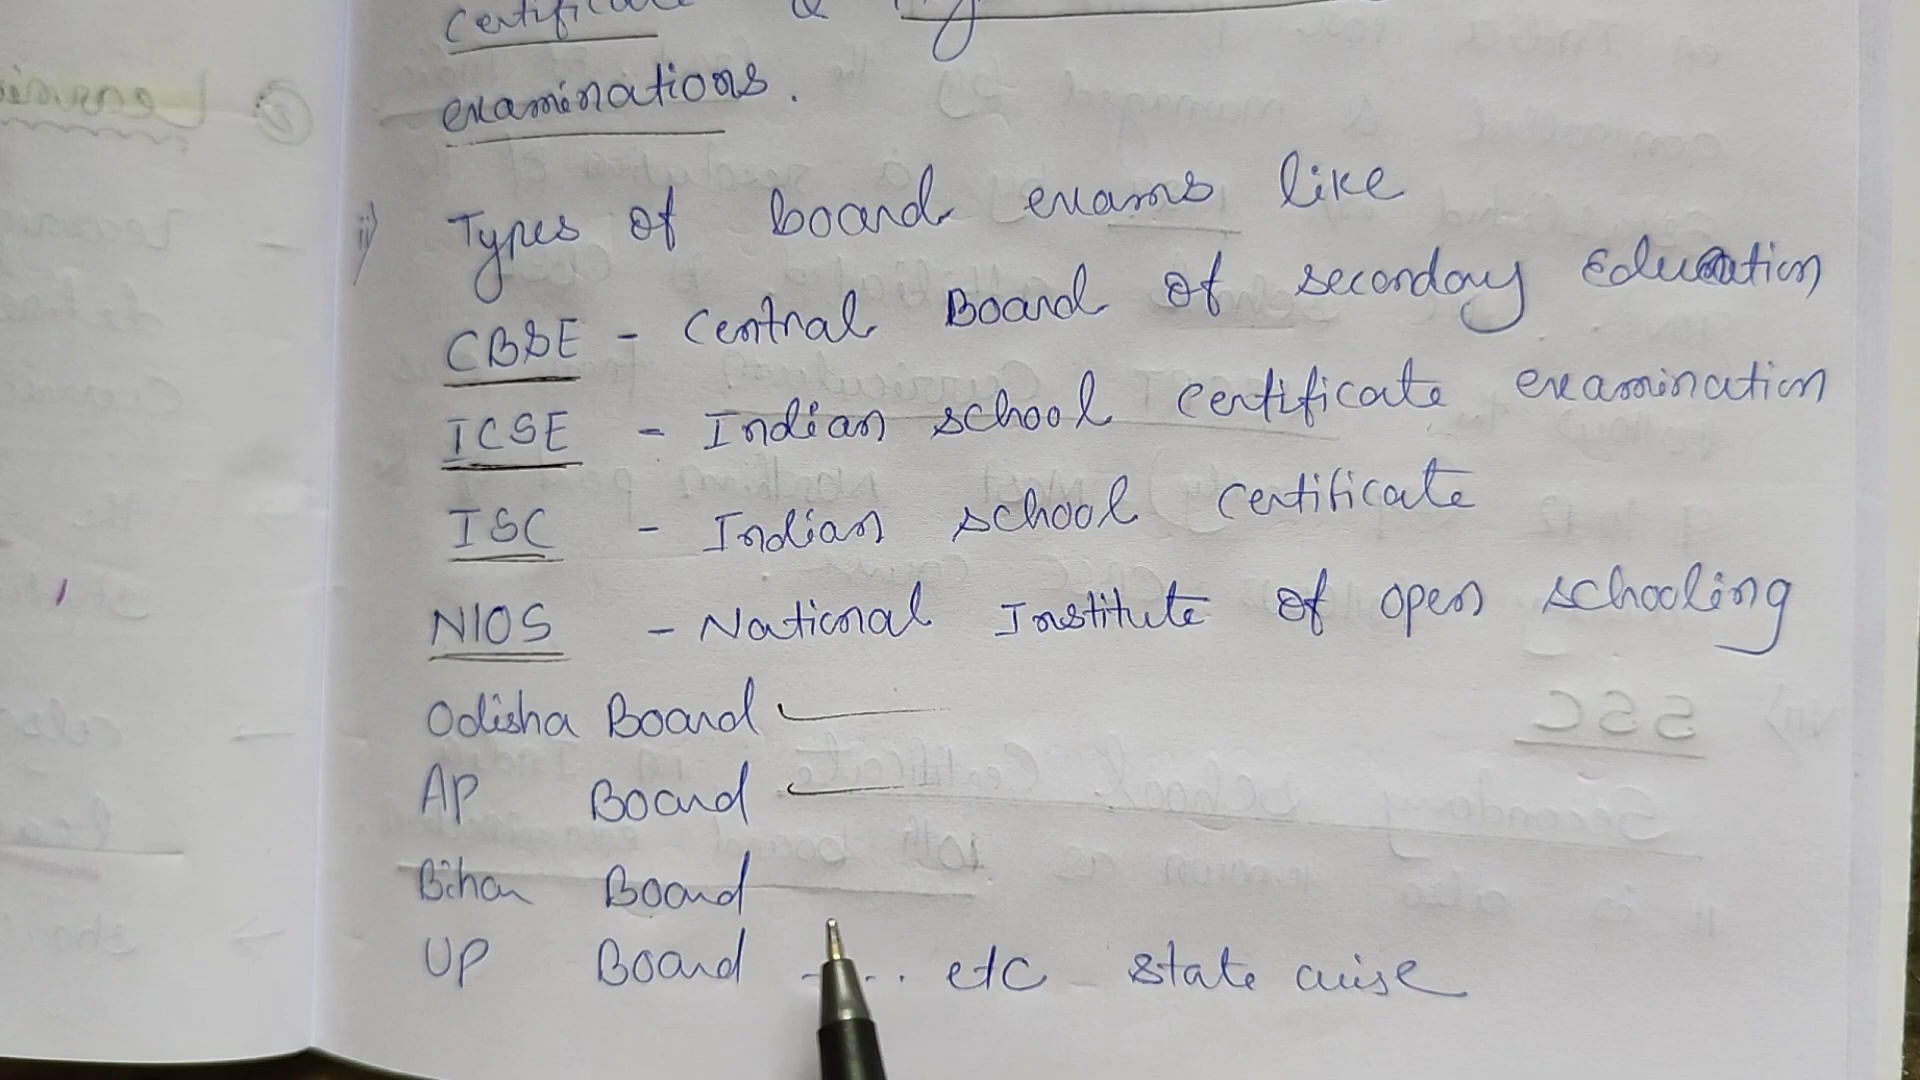 certificate &
examinations.
ii) Types of board exams like
CBSE - Central Board of secondary Education
ICSE - Indian school certificate examination
ISC - Indian school certificate
NIOS - National Institute of open schooling
Odisha Board
AP Board
Bihar Board
UP Board -... etc state wise